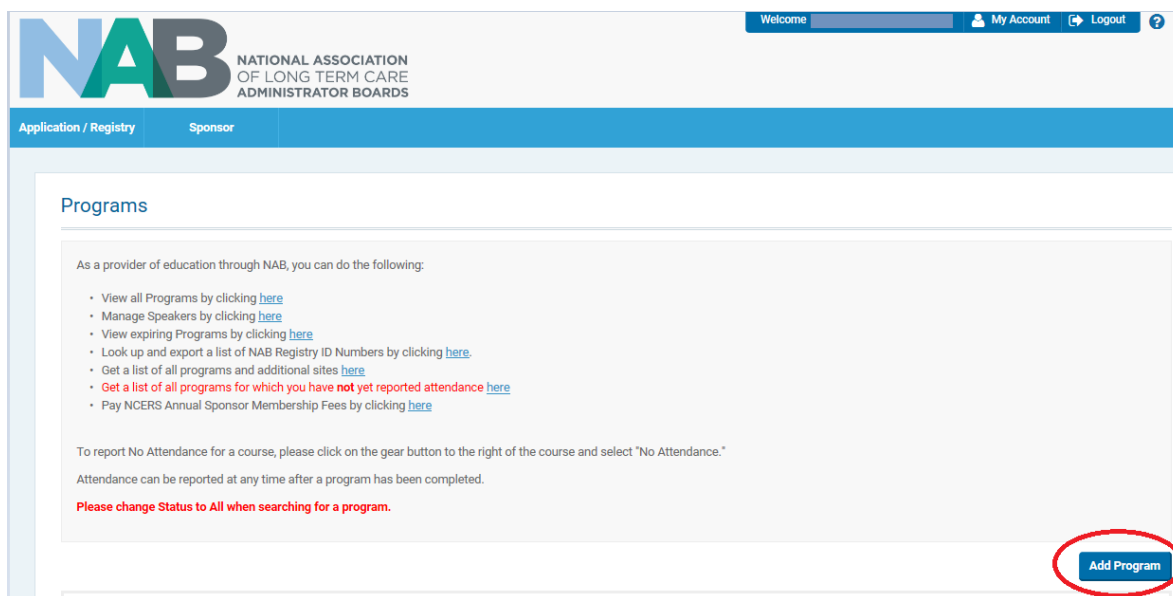 Welcome
My Account
Logout
?
NAB
NATIONAL ASSOCIATION
OF LONG TERM CARE
ADMINISTRATOR BOARDS
Application / Registry
Sponsor
Programs
As a provider of education through NAB, you can do the following:
• View all Programs by clicking here
• Manage Speakers by clicking here
• View expiring Programs by clicking here
• Look up and export a list of NAB Registry ID Numbers by clicking here.
• Get a list of all programs and additional sites here
• Get a list of all programs for which you have not yet reported attendance here
• Pay NCERS Annual Sponsor Membership Fees by clicking here
To report No Attendance for a course, please click on the gear button to the right of the course and select "No Attendance."
Attendance can be reported at any time after a program has been completed.
Please change Status to All when searching for a program.
Add Program